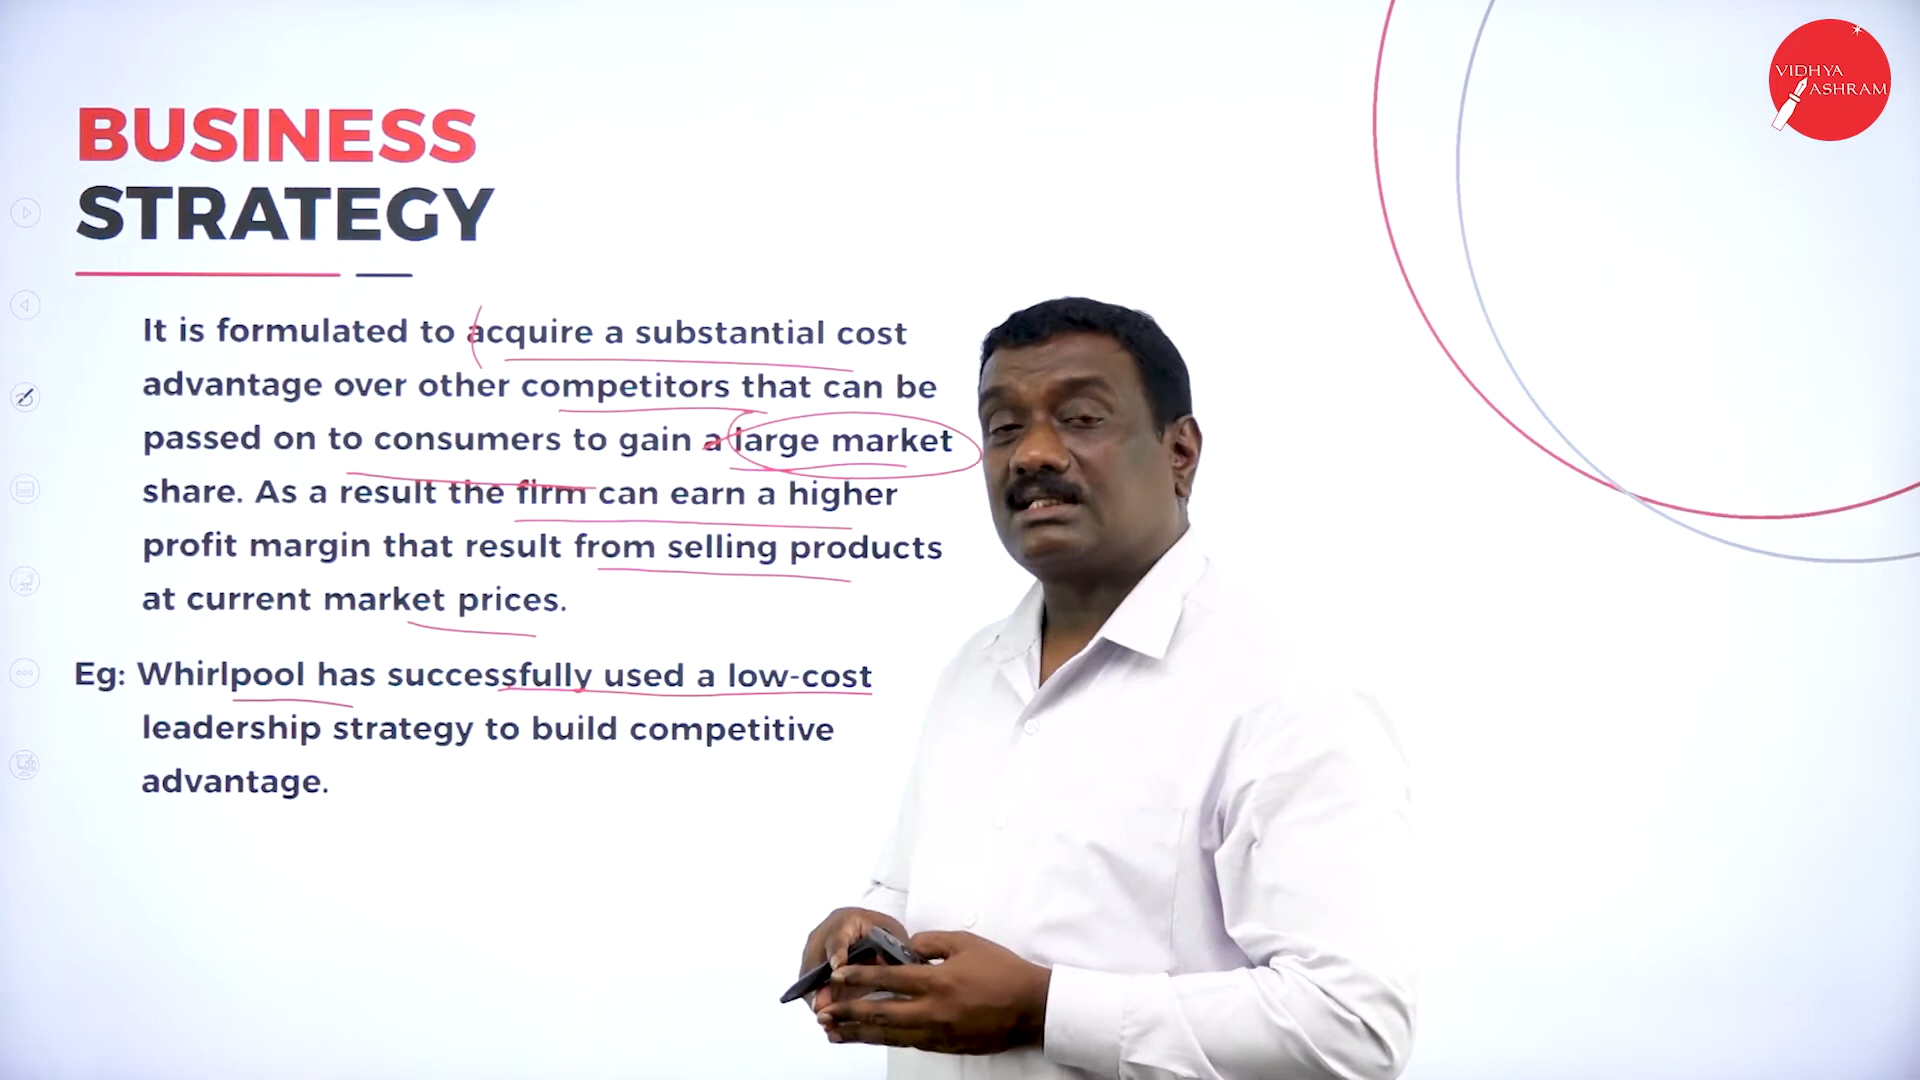 VIDHYA
ASHRAM
BUSINESS
STRATEGY
It is formulated to acquire a substantial cost
advantage over other competitors that can be
passed on to consumers to gain a large market
share. As a result the firm can earn a higher
profit margin that result from selling products
at current market prices.
Eg: Whirlpool has successfully used a low-cost
leadership strategy to build competitive
advantage.